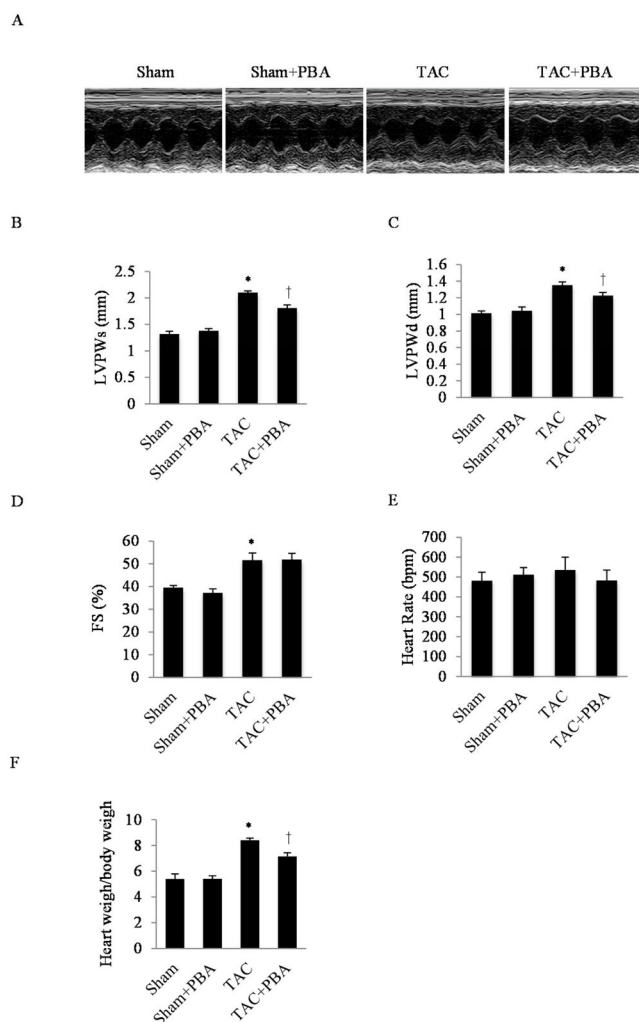 A
Sham Sham+PBA TAC TAC+PBA
B
LVPWs (mm)
2.5
2
1.5
1
0.5
0
*
†
Sham
Sham+PBA
TAC
TAC+PBA
C
LVPWd (mm)
1.6
1.4
1.2
1
0.8
0.6
0.4
0.2
0
*
†
Sham
Sham+PBA
TAC
TAC+PBA
D
FS (%)
60
50
40
30
20
10
0
*
Sham
Sham+PBA
TAC
TAC+PBA
E
Heart Rate (bpm)
700
600
500
400
300
200
100
0
Sham
Sham+PBA
TAC
TAC+PBA
F
Heart weigh/body weigh
10
8
6
4
2
0
*
†
Sham
Sham+PBA
TAC
TAC+PBA